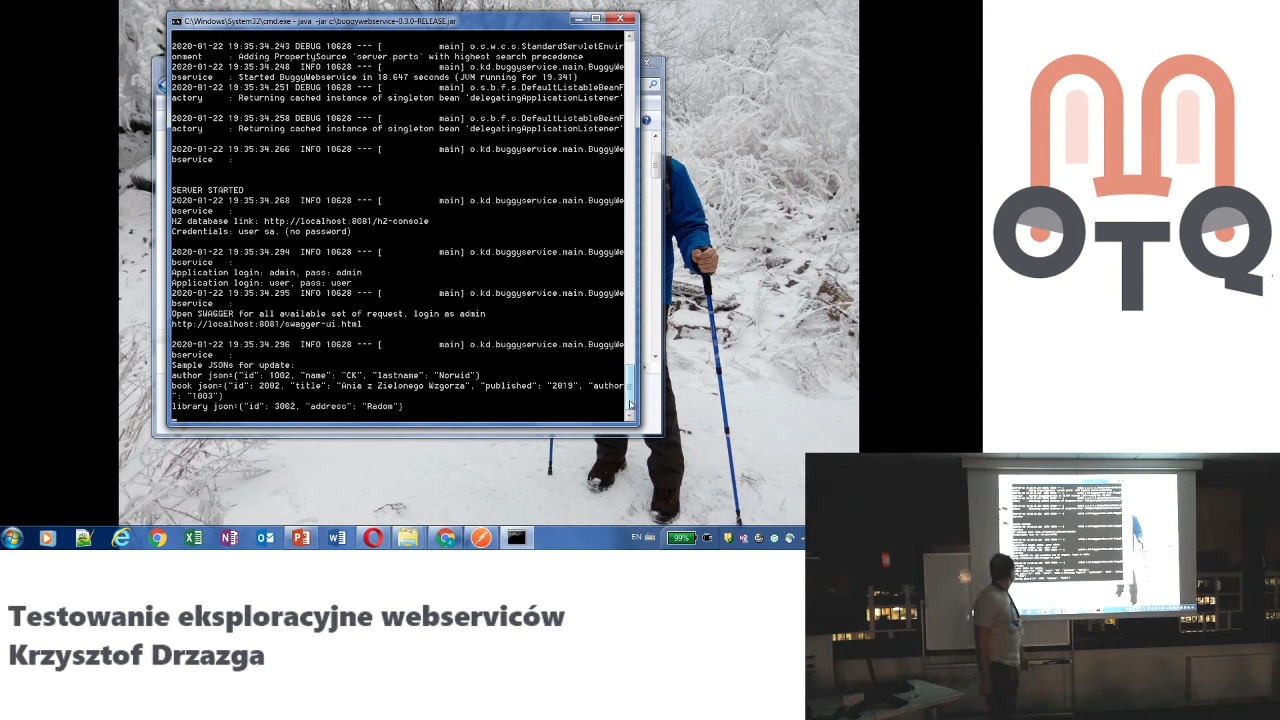 C:\Windows\System32\cmd.exe - java -jar c:\buggywebservice-0.3.0-RELEASE.jar
2020-01-22 19:35:34.243 DEBUG 10628 --- [ main] o.s.w.c.s.StandardServletEnvir
onment : Adding PropertySource 'server.ports' with highest search precedence
2020-01-22 19:35:34.248 INFO 10628 --- [ main] o.kd.buggyservice.main.BuggyWe
bservice : Started BuggyWebservice in 18.647 seconds (JVM running for 19.341)
2020-01-22 19:35:34.251 DEBUG 10628 --- [ main] o.s.b.f.s.DefaultListableBeanF
actory : Returning cached instance of singleton bean 'delegatingApplicationListener'
2020-01-22 19:35:34.258 DEBUG 10628 --- [ main] o.s.b.f.s.DefaultListableBeanF
actory : Returning cached instance of singleton bean 'delegatingApplicationListener'
2020-01-22 19:35:34.266 INFO 10628 --- [ main] o.kd.buggyservice.main.BuggyWe
bservice :
SERVER STARTED
2020-01-22 19:35:34.268 INFO 10628 --- [ main] o.kd.buggyservice.main.BuggyWe
bservice :
H2 database link: http://localhost:8081/h2-console
Credentials: user sa, (no password)
2020-01-22 19:35:34.294 INFO 10628 --- [ main] o.kd.buggyservice.main.BuggyWe
bservice :
Application login: admin, pass: admin
Application login: user, pass: user
2020-01-22 19:35:34.295 INFO 10628 --- [ main] o.kd.buggyservice.main.BuggyWe
bservice :
Open SWAGGER for all available set of request, login as admin
http://localhost:8081/swagger-ui.html
2020-01-22 19:35:34.296 INFO 10628 --- [ main] o.kd.buggyservice.main.BuggyWe
bservice :
Sample JSONs for update:
author json={"id": 1002, "name": "CK", "lastname": "Norwid"}
book json={"id": 2002, "title": "Ania z Zielonego Wzgorza", "published": "2019", "author
": "1003"}
library json={"id": 3002, "address": "Radom"}
EN
99%
OTQ
Testowanie eksploracyjne webserviców
Krzysztof Drzazga